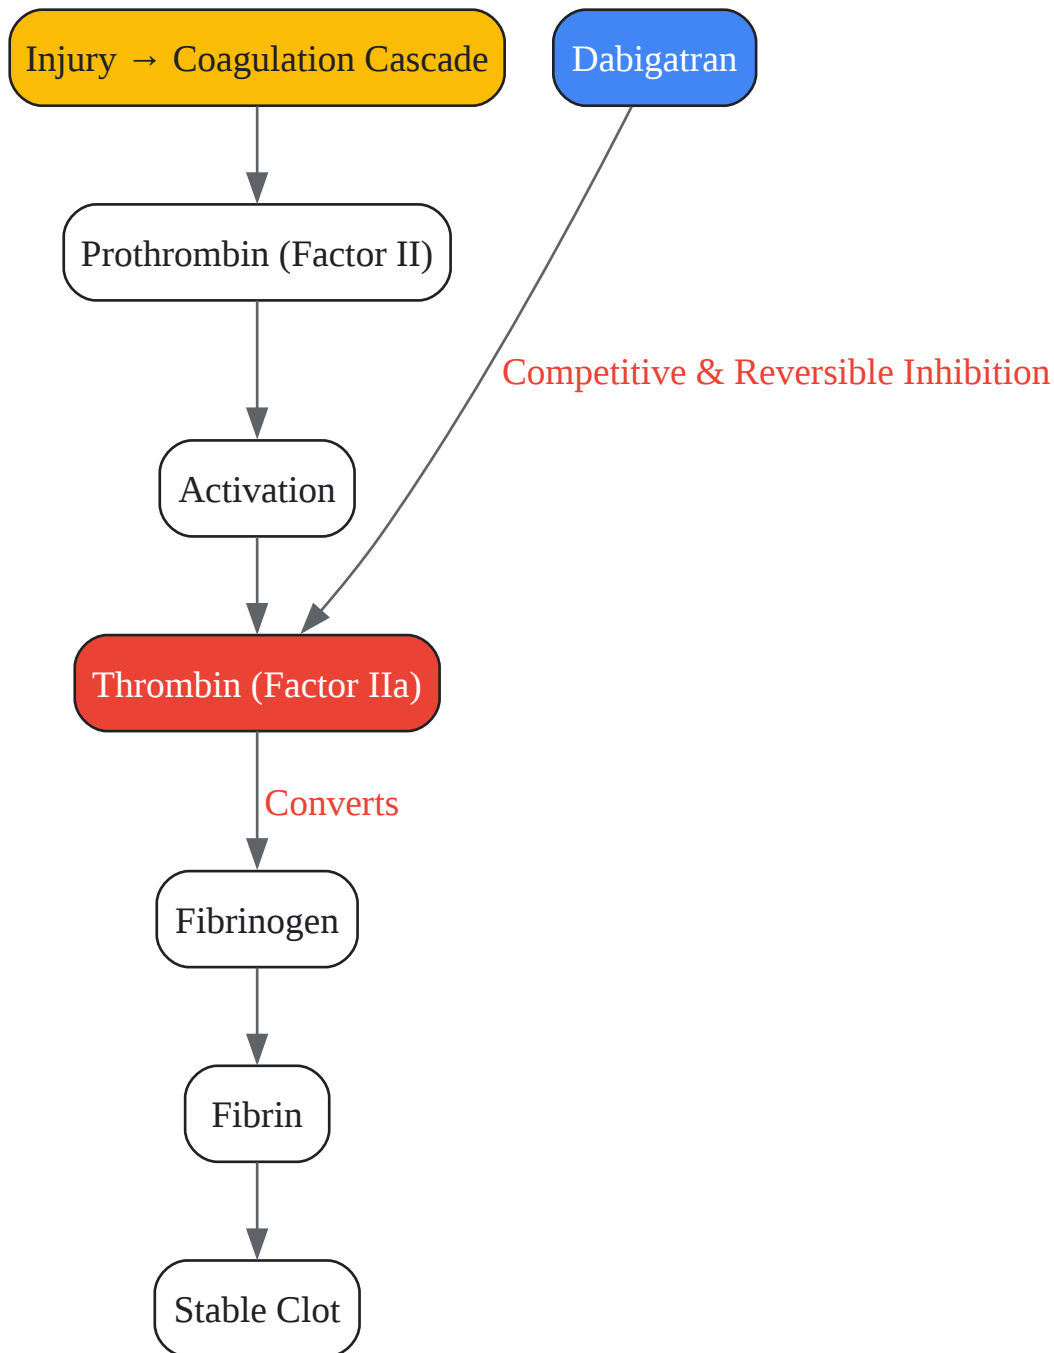 Injury → Coagulation Cascade
Dabigatran
Prothrombin (Factor II)
Competitive & Reversible Inhibition
Activation
Thrombin (Factor IIa)
Converts
Fibrinogen
Fibrin
Stable Clot